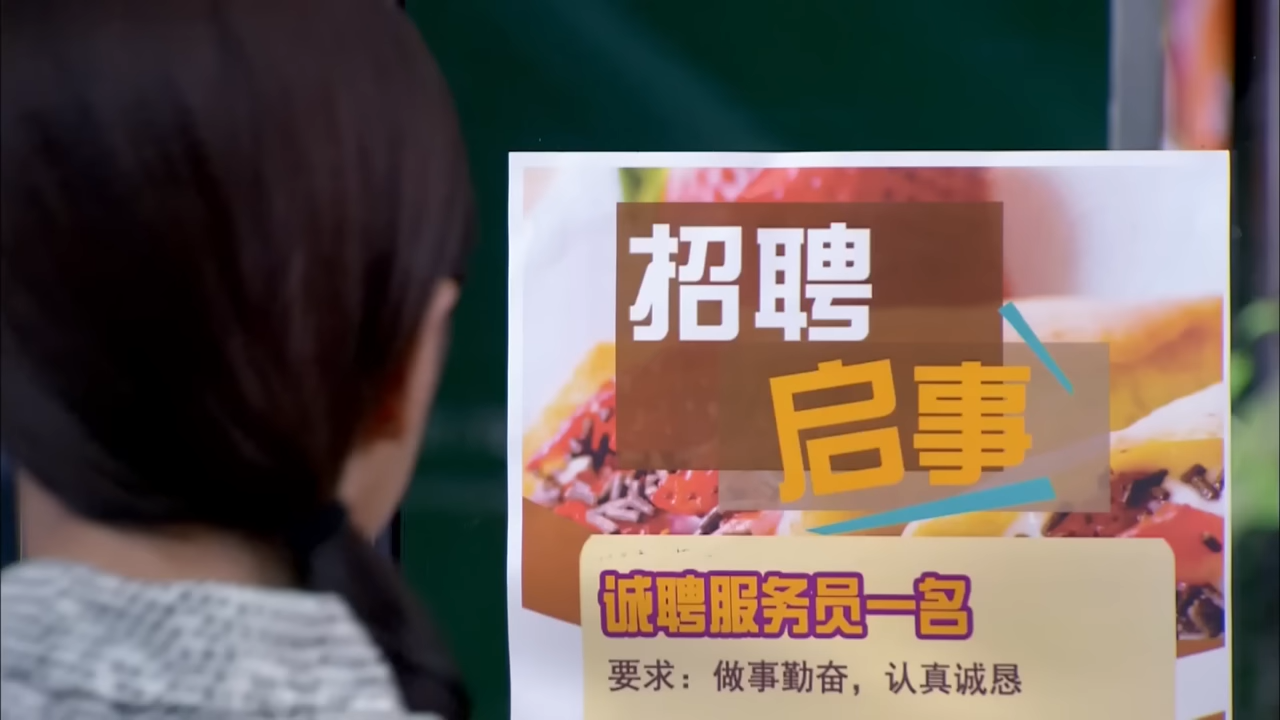 招聘
启事
诚聘服务员一名
要求：做事勤奋，认真诚恳